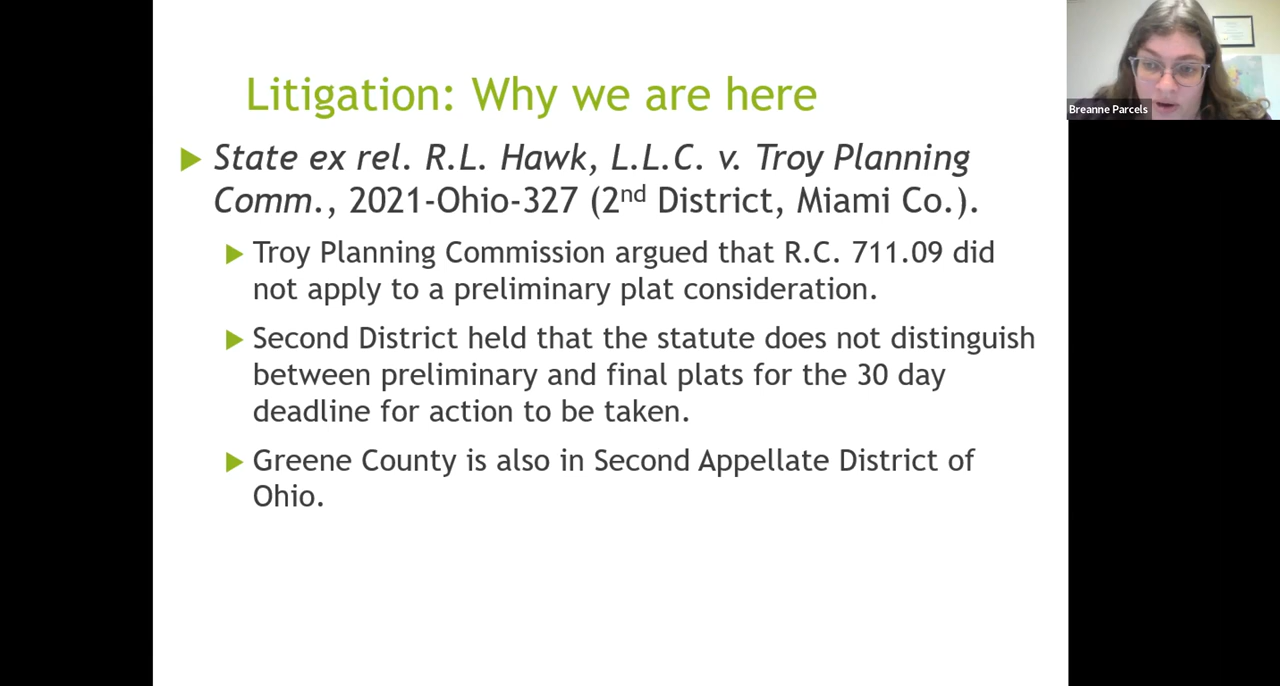 Litigation: Why we are here
State ex rel. R.L. Hawk, L.L.C. v. Troy Planning
Comm., 2021-Ohio-327 (2nd District, Miami Co.).
Troy Planning Commission argued that R.C. 711.09 did
not apply to a preliminary plat consideration.
Second District held that the statute does not distinguish
between preliminary and final plats for the 30 day
deadline for action to be taken.
Greene County is also in Second Appellate District of
Ohio.
Breanne Parcels